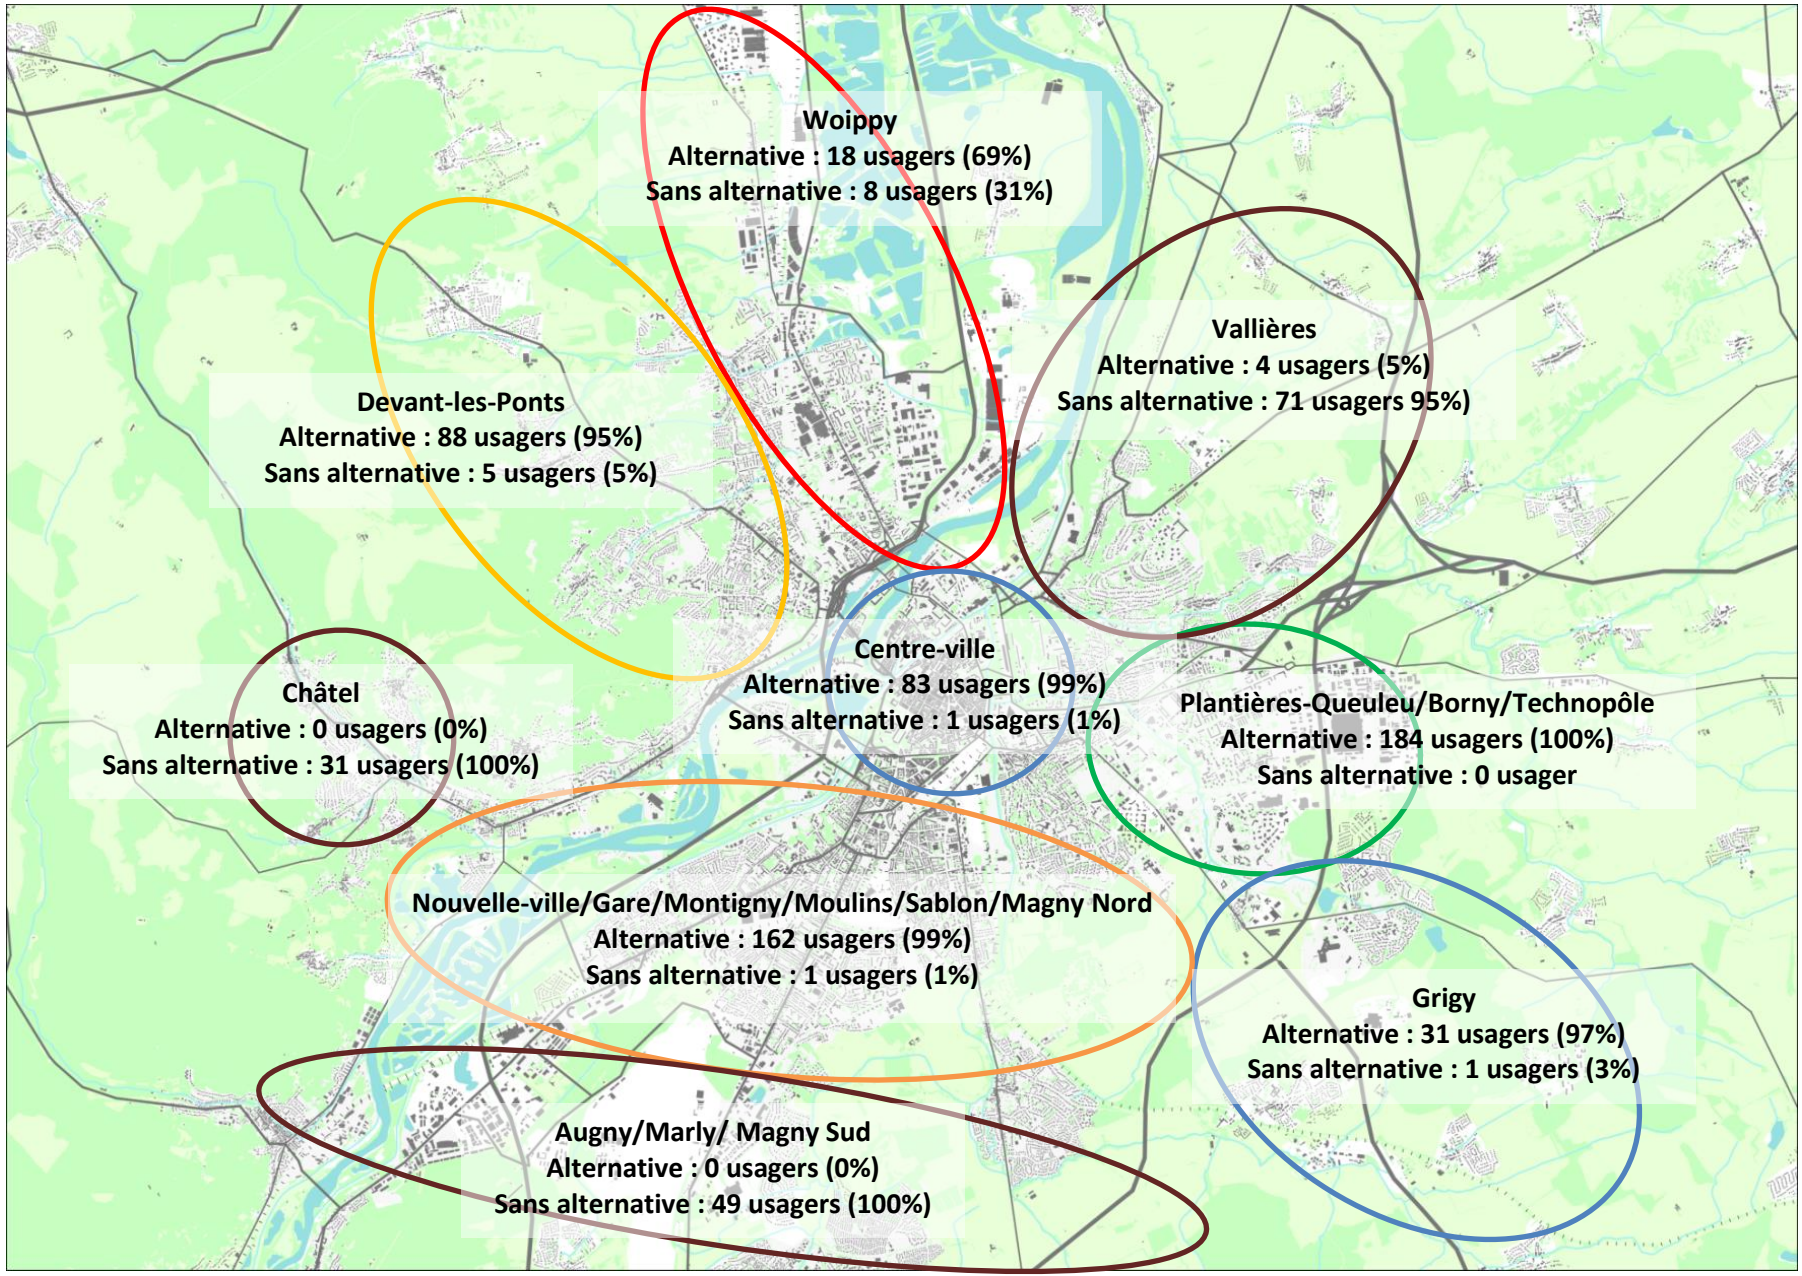 Woippy
Alternative : 18 usagers (69%)
Sans alternative : 8 usagers (31%)
Vallières
Alternative : 4 usagers (5%)
Sans alternative : 71 usagers 95%)
Devant-les-Ponts
Alternative : 88 usagers (95%)
Sans alternative : 5 usagers (5%)
Centre-ville
Alternative : 83 usagers (99%)
Sans alternative : 1 usagers (1%)
Châtel
Alternative : 0 usagers (0%)
Sans alternative : 31 usagers (100%)
Plantières-Queuleu/Borny/Technopôle
Alternative : 184 usagers (100%)
Sans alternative : 0 usager
Nouvelle-ville/Gare/Montigny/Moulins/Sablon/Magny Nord
Alternative : 162 usagers (99%)
Sans alternative : 1 usagers (1%)
Grigy
Alternative : 31 usagers (97%)
Sans alternative : 1 usagers (3%)
Augny/Marly/ Magny Sud
Alternative : 0 usagers (0%)
Sans alternative : 49 usagers (100%)